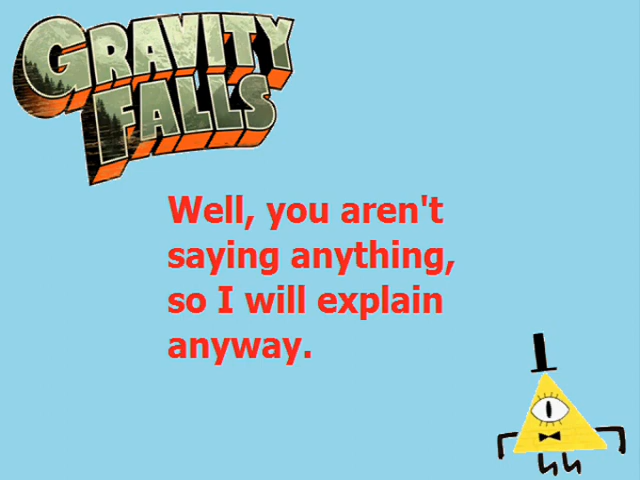 GRAVITY
FALLS
Well, you aren't
saying anything,
so I will explain
anyway.